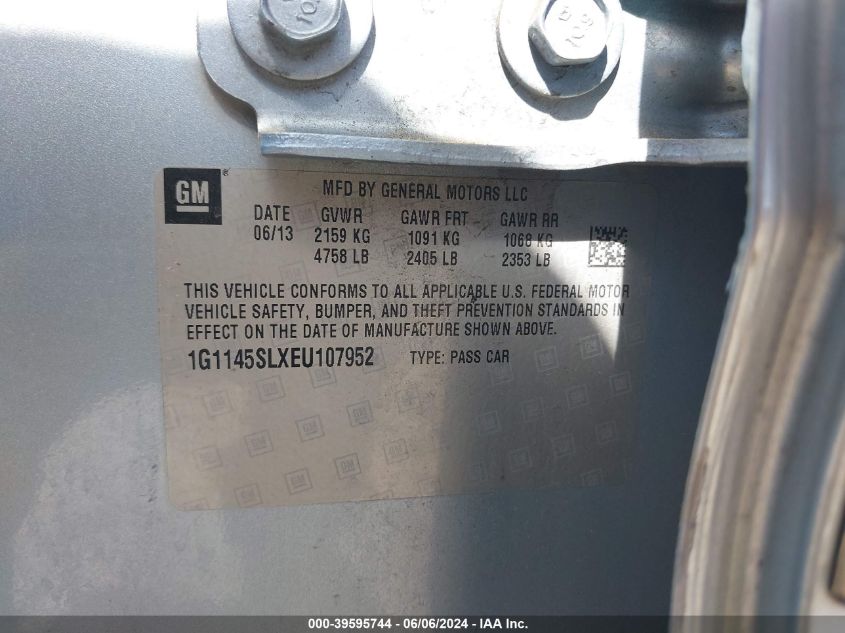 GM ®
MFD BY GENERAL MOTORS LLC
DATE GVWR GAWR FRT GAWR RR
06/13 2159 KG 1091 KG 1068 KG
4758 LB 2405 LB 2353 LB
THIS VEHICLE CONFORMS TO ALL APPLICABLE U.S. FEDERAL MOTOR
VEHICLE SAFETY, BUMPER, AND THEFT PREVENTION STANDARDS IN
EFFECT ON THE DATE OF MANUFACTURE SHOWN ABOVE.
1G1145SLXEU107952 TYPE: PASS CAR
000-39595744 - 06/06/2024 - IAA Inc.